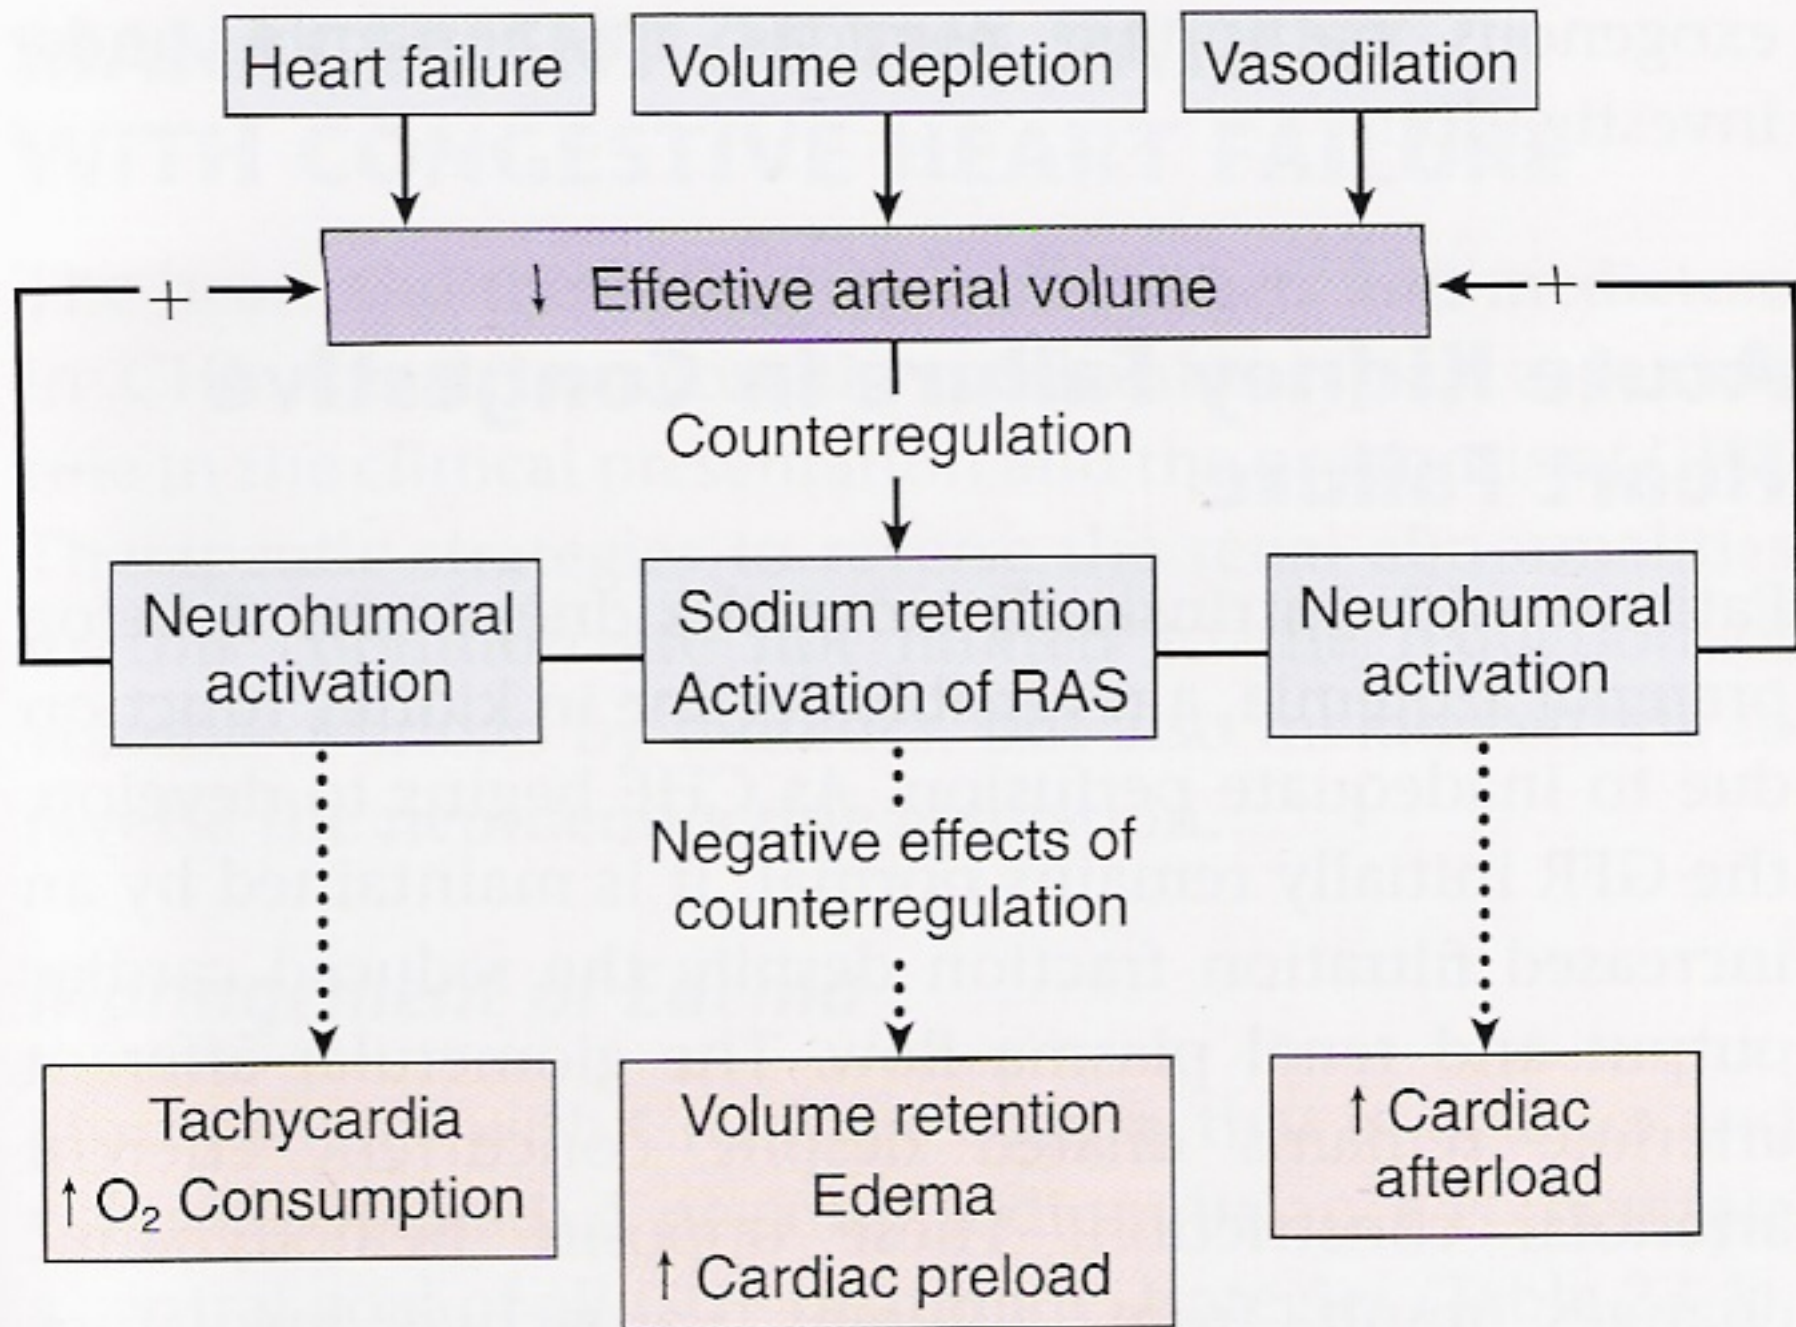 Heart failure
Volume depletion
Vasodilation
+
↓ Effective arterial volume
+
Counterregulation
Neurohumoral
activation
Sodium retention
Activation of RAS
Neurohumoral
activation
Negative effects of
counterregulation
Tachycardia
↑ O₂ Consumption
Volume retention
Edema
↑ Cardiac preload
↑ Cardiac
afterload